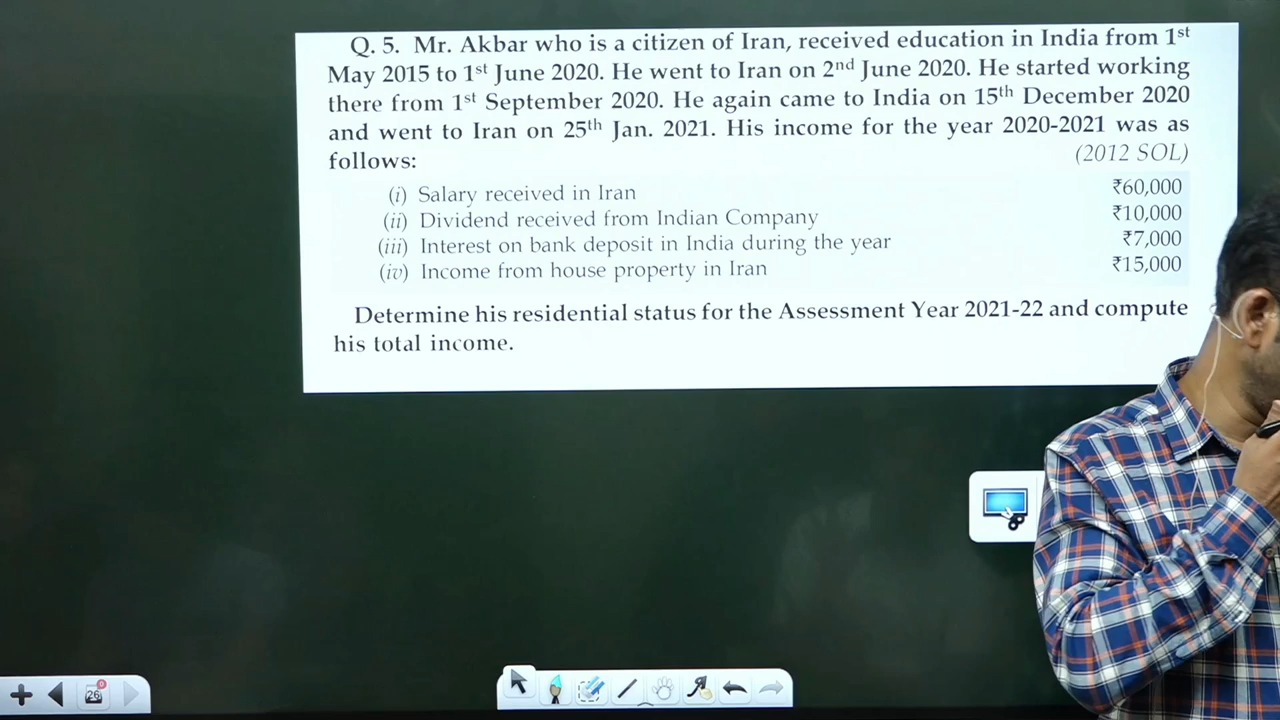 Q. 5. Mr. Akbar who is a citizen of Iran, received education in India from 1st
May 2015 to 1st June 2020. He went to Iran on 2nd June 2020. He started working
there from 1st September 2020. He again came to India on 15th December 2020
and went to Iran on 25th Jan. 2021. His income for the year 2020-2021 was as
follows: (2012 SOL)
(i) Salary received in Iran ₹60,000
(ii) Dividend received from Indian Company ₹10,000
(iii) Interest on bank deposit in India during the year ₹7,000
(iv) Income from house property in Iran ₹15,000
Determine his residential status for the Assessment Year 2021-22 and compute
his total income.
26
0